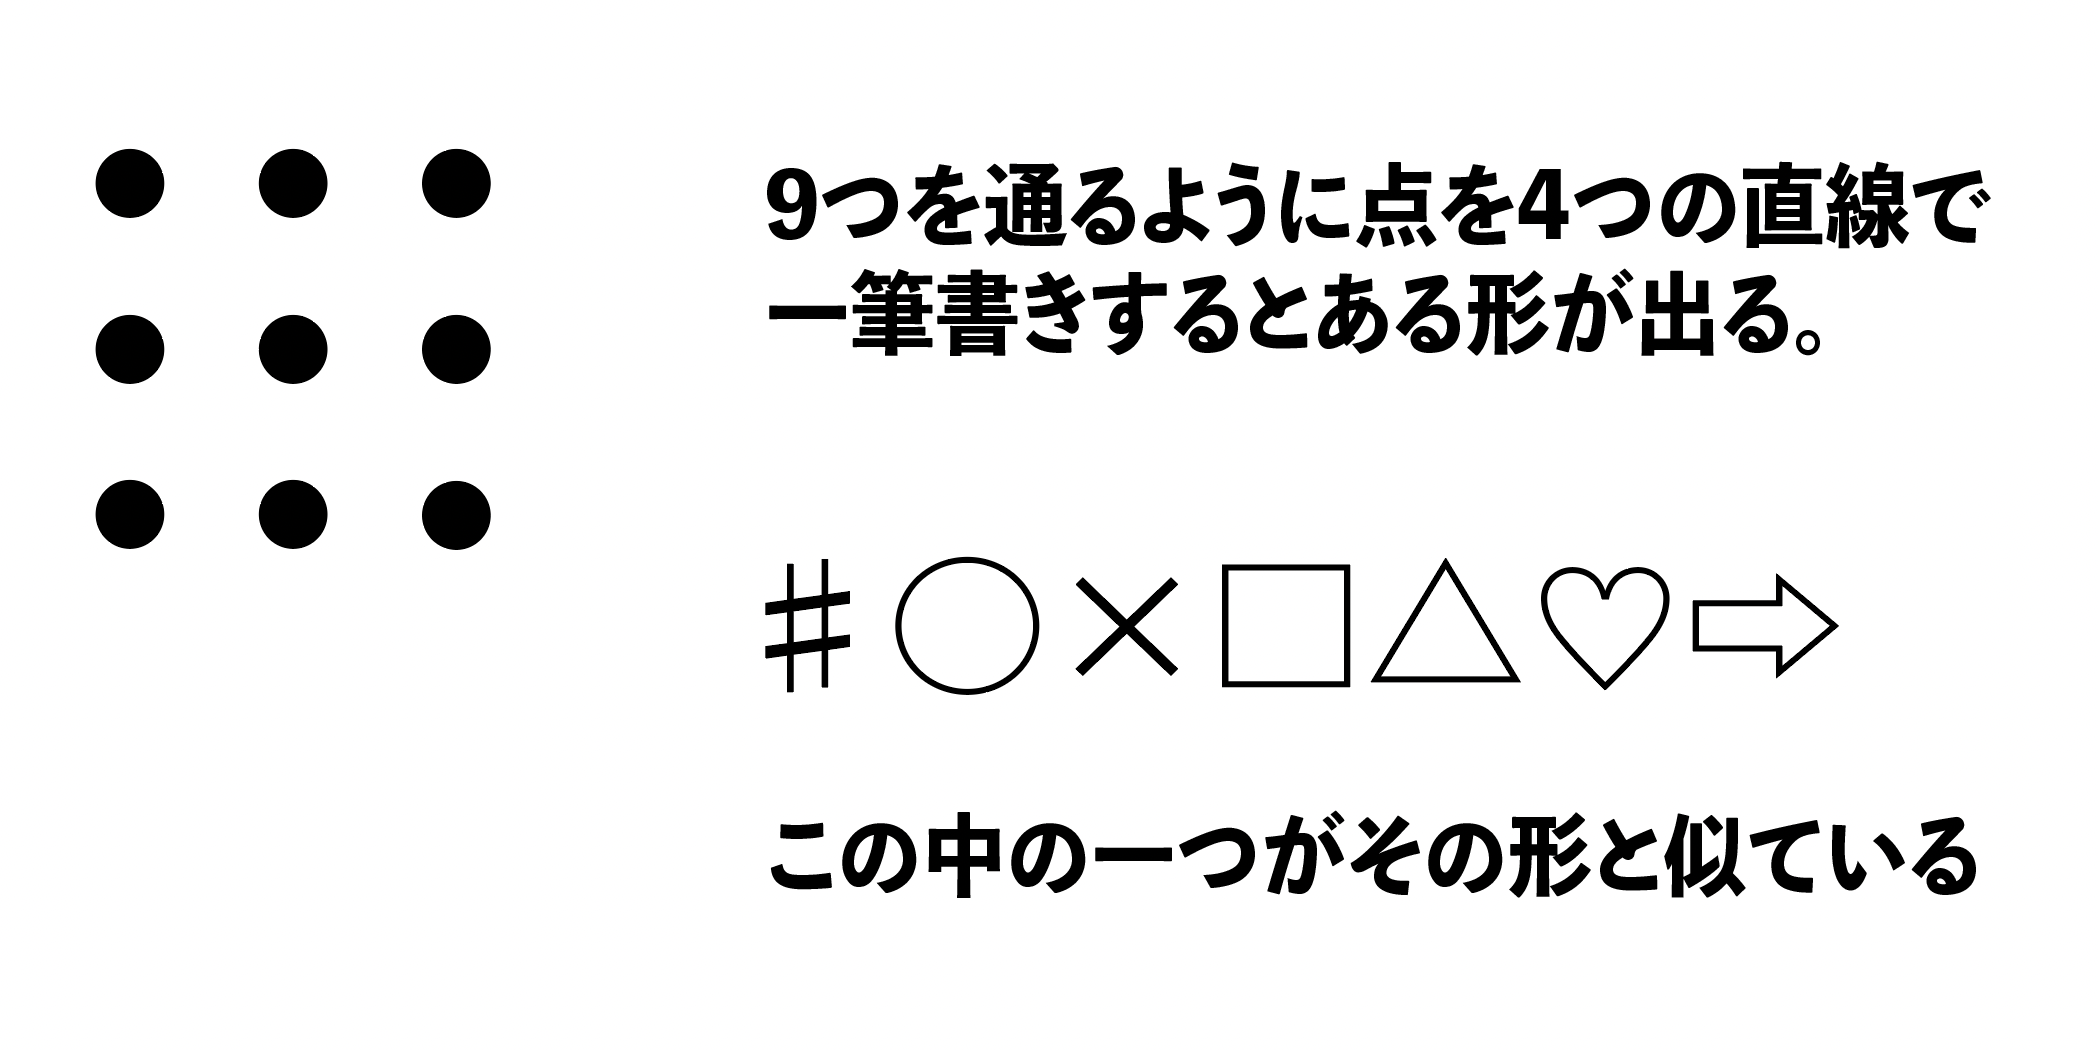 9つを通るように点を4つの直線で
一筆書きするとある形が出る。
♯○×□△♡⇨
この中の一つがその形と似ている